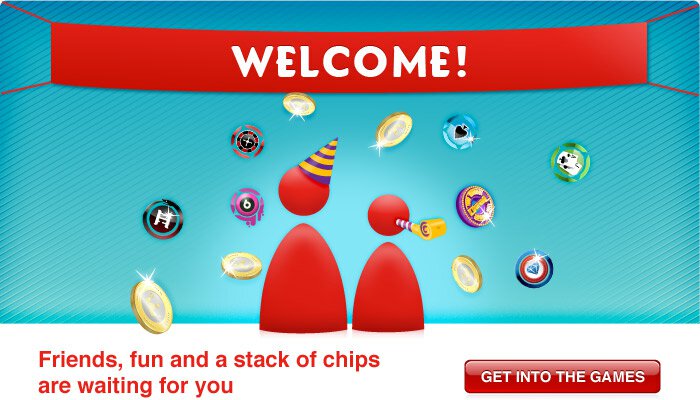 WELCOME!
Friends, fun and a stack of chips
are waiting for you
GET INTO THE GAMES